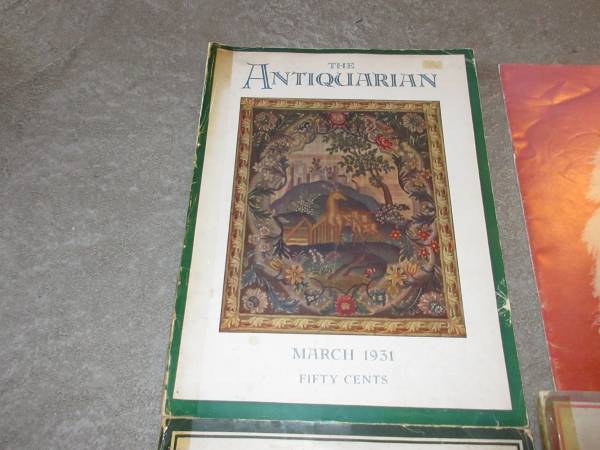 THE
ANTIQUARIAN
MARCH 1931
FIFTY CENTS